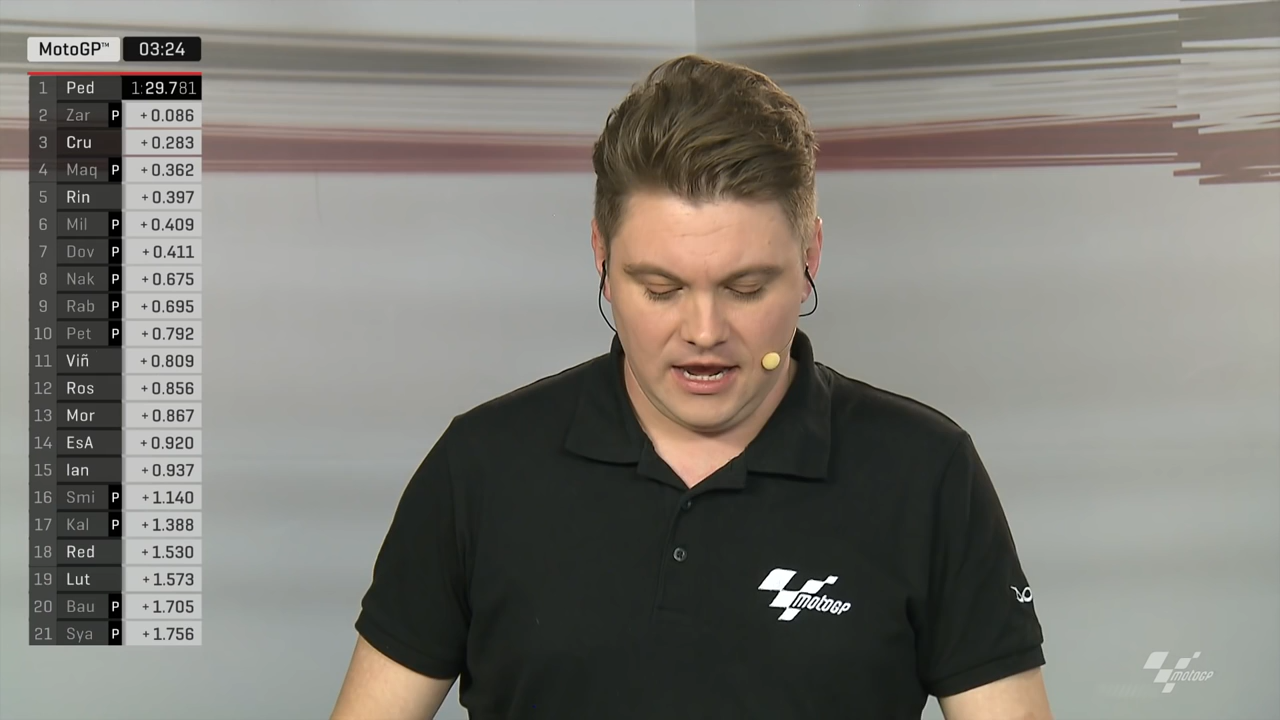 MotoGP™ 03:24
1 Ped 1:29.781
2 Zar P +0.086
3 Cru +0.283
4 Maq P +0.362
5 Rin +0.397
6 Mil P +0.409
7 Dov P +0.411
8 Nak P +0.675
9 Rab P +0.695
10 Pet P +0.792
11 Viñ +0.809
12 Ros +0.856
13 Mor +0.867
14 EsA +0.920
15 Ian +0.937
16 Smi P +1.140
17 Kal P +1.388
18 Red +1.530
19 Lut +1.573
20 Bau P +1.705
21 Sya P +1.756
motoGP
motoGP